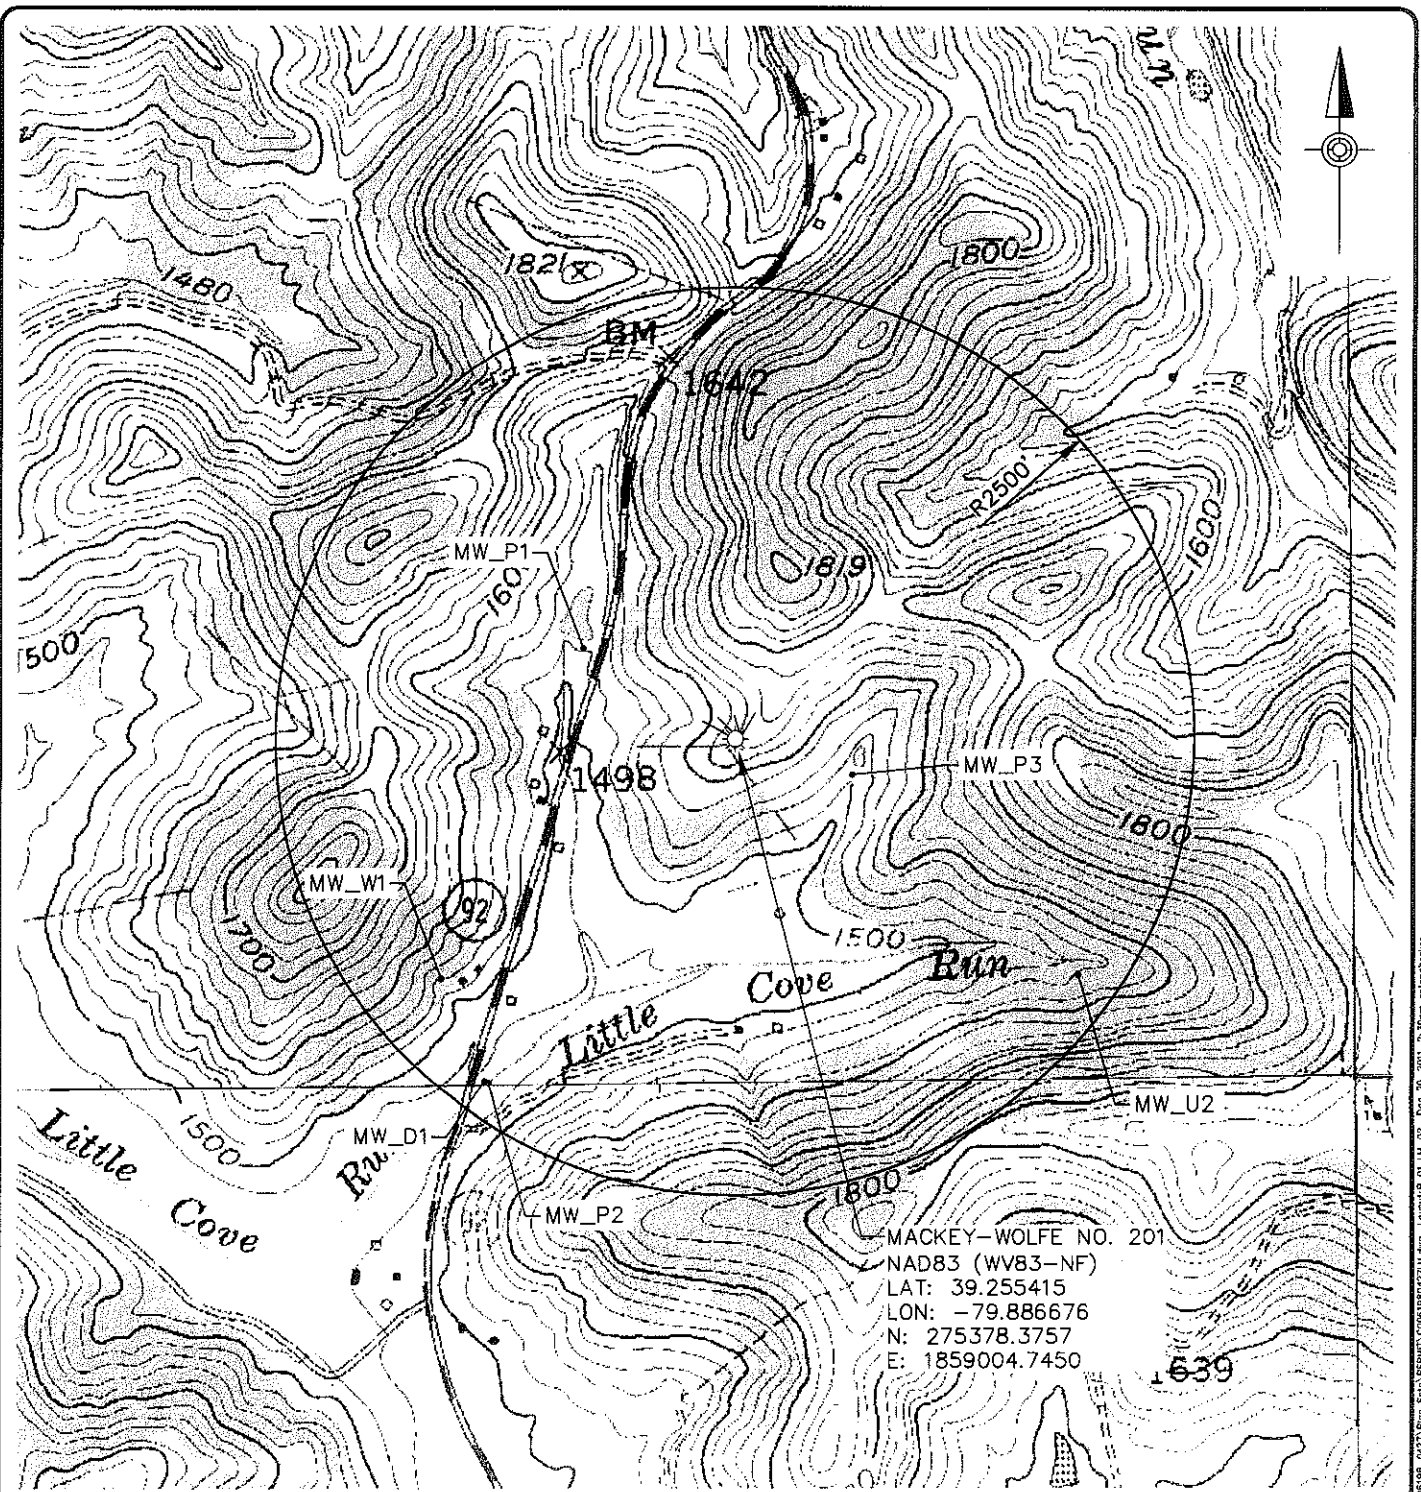 un
1821
1800
1480
BM
1642
R2500
1600
1819
MW_P1
160
1500
MW_P3
1498
1800
MW_W1
92
1700
1500
Run
Cove
Little
MW_U2
1500
MW_D1
Little
Ru
Cove
1800
MW_P2
MACKEY-WOLFE NO. 201
NAD83 (WV83-NF)
LAT: 39.255415
LON: -79.886676
N: 275378.3757
E: 1859004.7450
1639